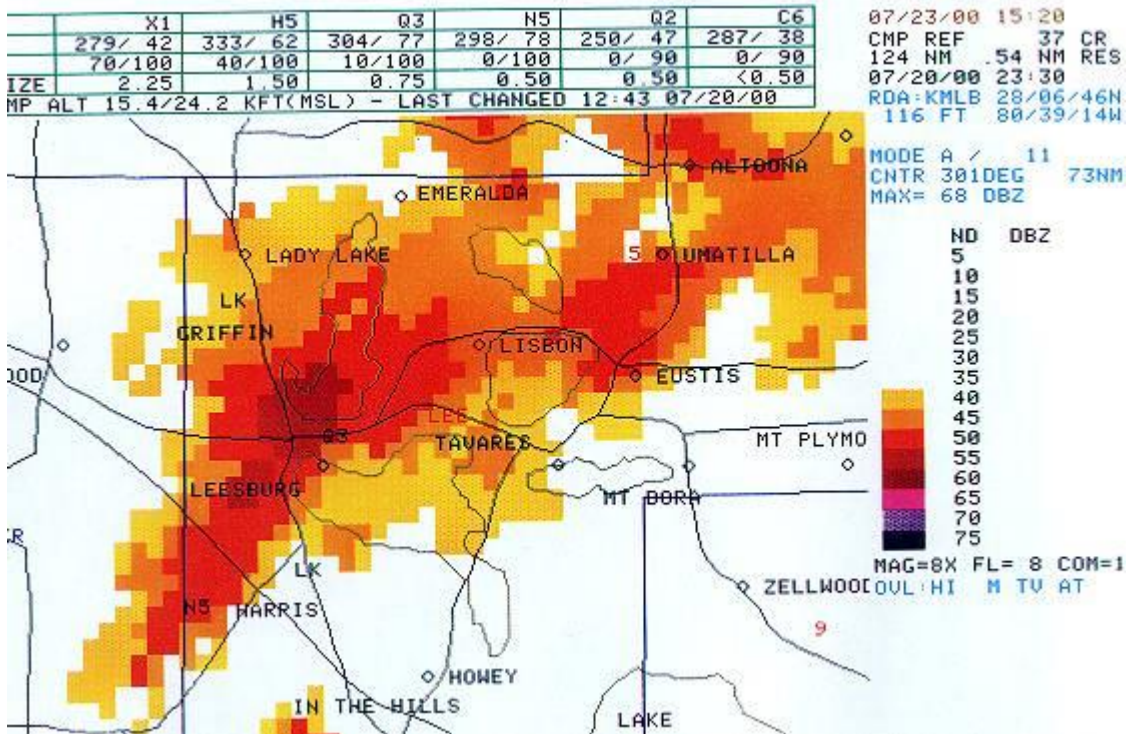 X1 H5 Q3 N5 Q2 C6
279/ 42 333/ 62 304/ 77 298/ 78 250/ 47 287/ 38
70/100 40/100 10/100 0/100 0/ 90 0/ 90
IZE 2.25 1.50 0.75 0.50 0.50 <0.50
MP ALT 15.4/24.2 KFT(MSL) - LAST CHANGED 12:43 07/20/00
07/23/00 15:20
CMP REF 37 CR
124 NM .54 NM RES
07/20/00 23:30
RDA:KMLB 28/06/46N
116 FT 80/39/14W
MODE A / 11
CNTR 301DEG 73NM
MAX= 68 DBZ
ND DBZ
5
10
15
20
25
30
35
40
45
50
55
60
65
70
75
MAG=8X FL= 8 COM=1
OVL:HI M TV AT
ALTOONA
EMERALDA
LADY LAKE
5 UMATILLA
LK
GRIFFIN
LISBON
OOD
EUSTIS
LEE
Q3
TAVARES
MT PLYMO
LEESBURG
MT DORA
R
LK
ZELLWOOD
N5 HARRIS
9
HOWEY
IN THE HILLS
LAKE